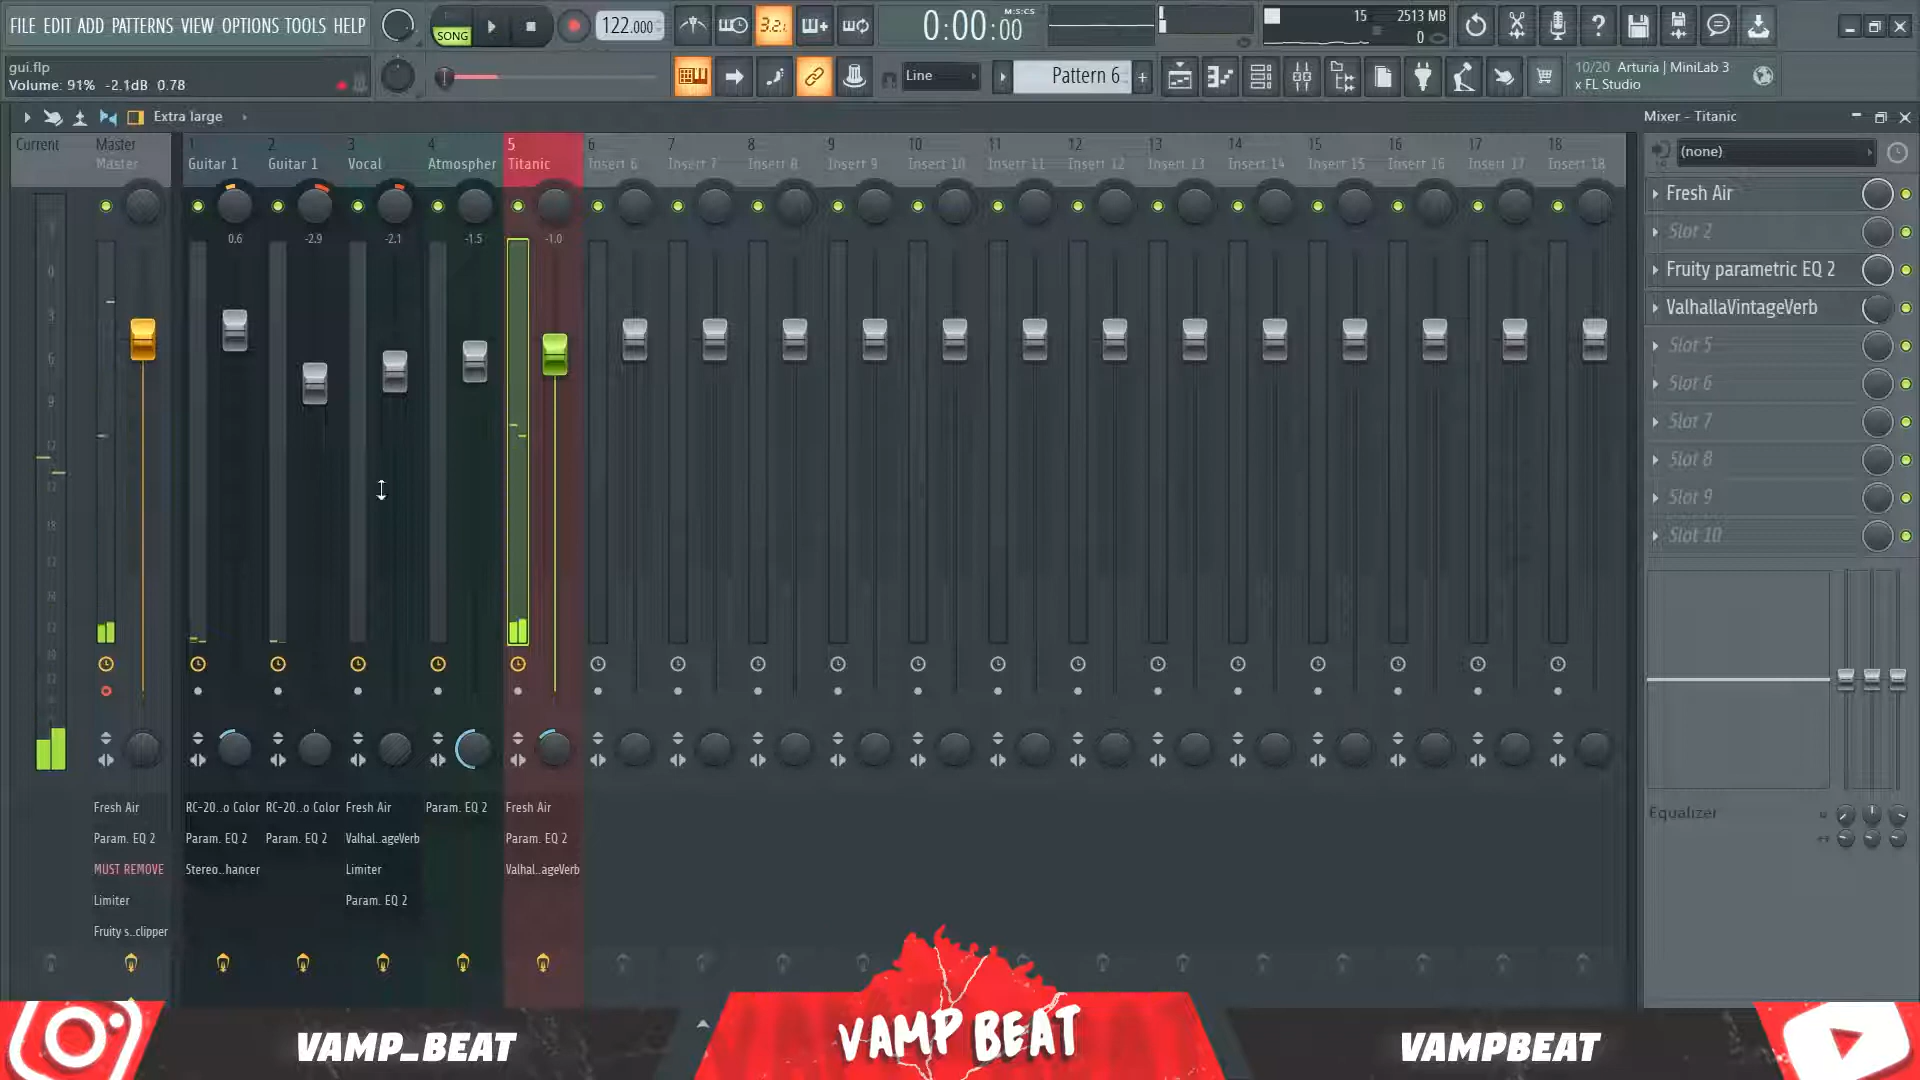 FILE EDIT ADD PATTERNS VIEW OPTIONS TOOLS HELP
SONG
122.000
3.2.
0:00:00
M:S:CS
15
2513 MB
0
gui.flp
Volume: 91% -2.1dB 0.78
Line
Pattern 6
10/20 Arturia | MiniLab 3
x FL Studio
Extra large
Mixer - Titanic
Current
Master
1
2
3
4
5
6
7
8
9
10
11
12
13
14
15
16
17
18
Master
Guitar 1
Guitar 1
Vocal
Atmospher
Titanic
Insert 6
Insert 7
Insert 8
Insert 9
Insert 10
Insert 11
Insert 12
Insert 13
Insert 14
Insert 15
Insert 16
Insert 17
Insert 18
0.6
-2.9
-2.1
-1.5
-1.0
(none)
Fresh Air
Slot 2
Fruity parametric EQ 2
ValhallaVintageVerb
Slot 5
Slot 6
Slot 7
Slot 8
Slot 9
Slot 10
Equalizer
Fresh Air
RC-20..o Color
RC-20..o Color
Fresh Air
Param. EQ 2
Fresh Air
Param. EQ 2
Param. EQ 2
Param. EQ 2
Valhal..ageVerb
Param. EQ 2
MUST REMOVE
Stereo..hancer
Limiter
Valhal..ageVerb
Limiter
Param. EQ 2
Fruity s..clipper
VAMP_BEAT
VAMP BEAT
VAMPBEAT